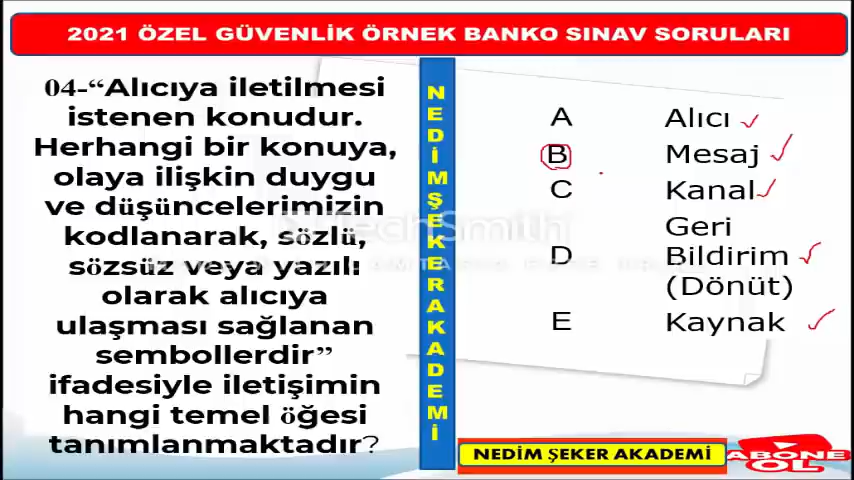 2021 ÖZEL GÜVENLİK ÖRNEK BANKO SINAV SORULARI
04-“Alıcıya iletilmesi
istenen konudur.
Herhangi bir konuya,
olaya ilişkin duygu
ve düşüncelerimizin
kodlanarak, sözlü,
sözsüz veya yazılı
olarak alıcıya
ulaşması sağlanan
sembollerdir”
ifadesiyle iletişimin
hangi temel öğesi
tanımlanmaktadır?
NEDİM ŞEKER AKADEMİ
A Alıcı
B Mesaj
C Kanal
D Geri
Bildirim
(Dönüt)
E Kaynak
TechSmith
NEDİM ŞEKER AKADEMİ
ABONE
OL